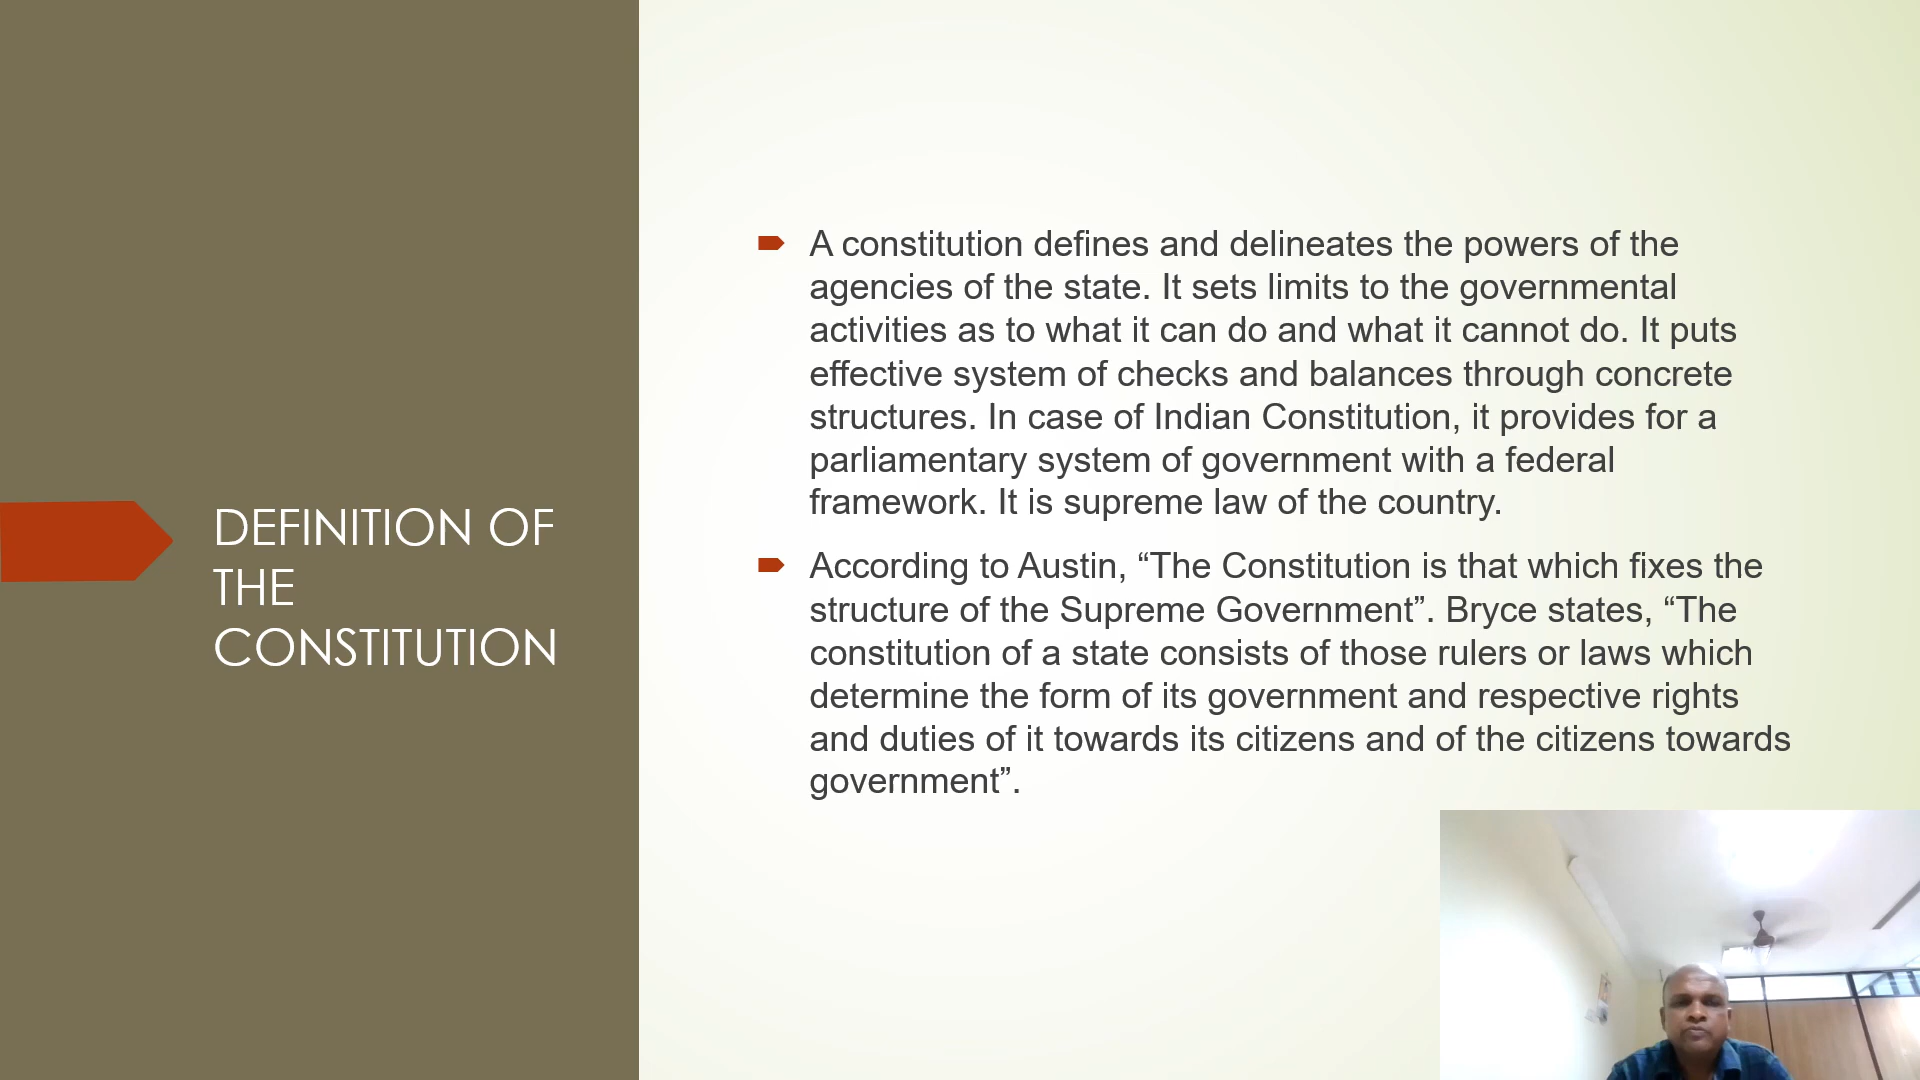 DEFINITION OF
THE
CONSTITUTION
A constitution defines and delineates the powers of the
agencies of the state. It sets limits to the governmental
activities as to what it can do and what it cannot do. It puts
effective system of checks and balances through concrete
structures. In case of Indian Constitution, it provides for a
parliamentary system of government with a federal
framework. It is supreme law of the country.
According to Austin, “The Constitution is that which fixes the
structure of the Supreme Government”. Bryce states, “The
constitution of a state consists of those rulers or laws which
determine the form of its government and respective rights
and duties of it towards its citizens and of the citizens towards
government”.